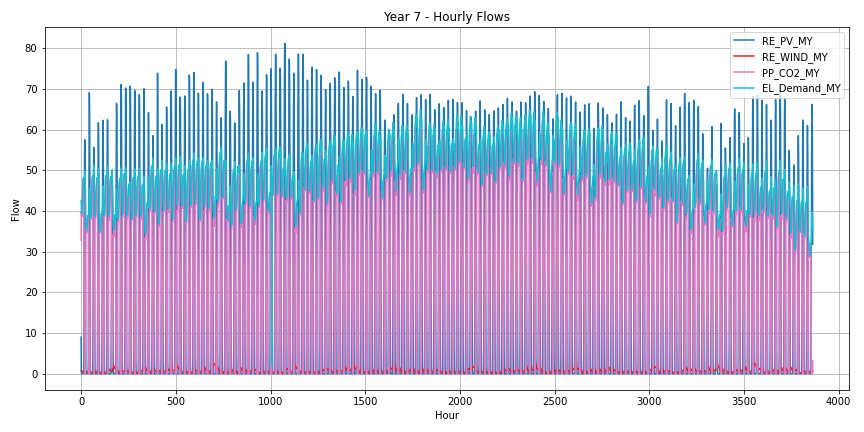 Year 7 - Hourly Flows
RE_PV_MY
RE_WIND_MY
PP_CO2_MY
EL_Demand_MY
80
70
60
50
40
30
20
10
0
Flow
0 500 1000 1500 2000 2500 3000 3500 4000
Hour